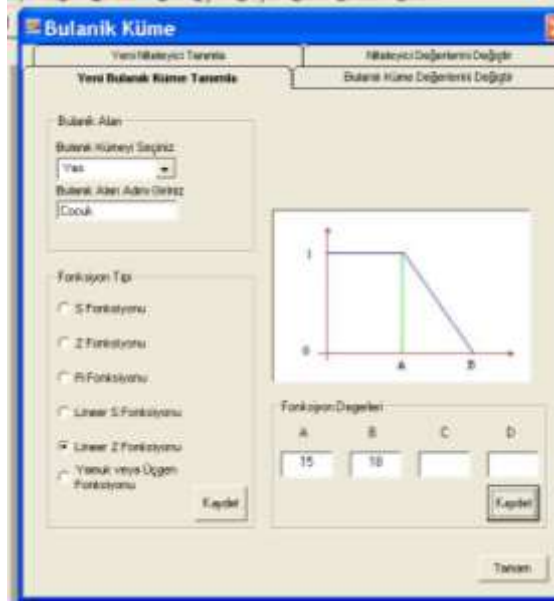 Bulanik Küme
Yeni Niteleyici Tanımla
Niteleyici Değerlerini Değiştir
Yeni Bulanık Küme Tanımla
Bulanık Küme Değerlerini Değiştir
Bulanık Alan
Bulanık Kümeyi Seçiniz
Yas
Bulanık Alan Adını Giriniz
Cocuk
Fonksiyon Tipi
S Fonksiyonu
Z Fonksiyonu
Pi Fonksiyonu
Lineer S Fonksiyonu
Lineer Z Fonksiyonu
Yamuk veya Üçgen
Fonksiyonu
Kaydet
1
0
A
B
Fonksiyon Degerleri
A B C D
15 18
Kaydet
Tamam